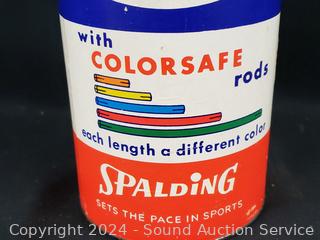 with
COLORSAFE
rods
each length a different color
SPALDING
SETS THE PACE IN SPORTS
Copyright 2024 - Sound Auction Service